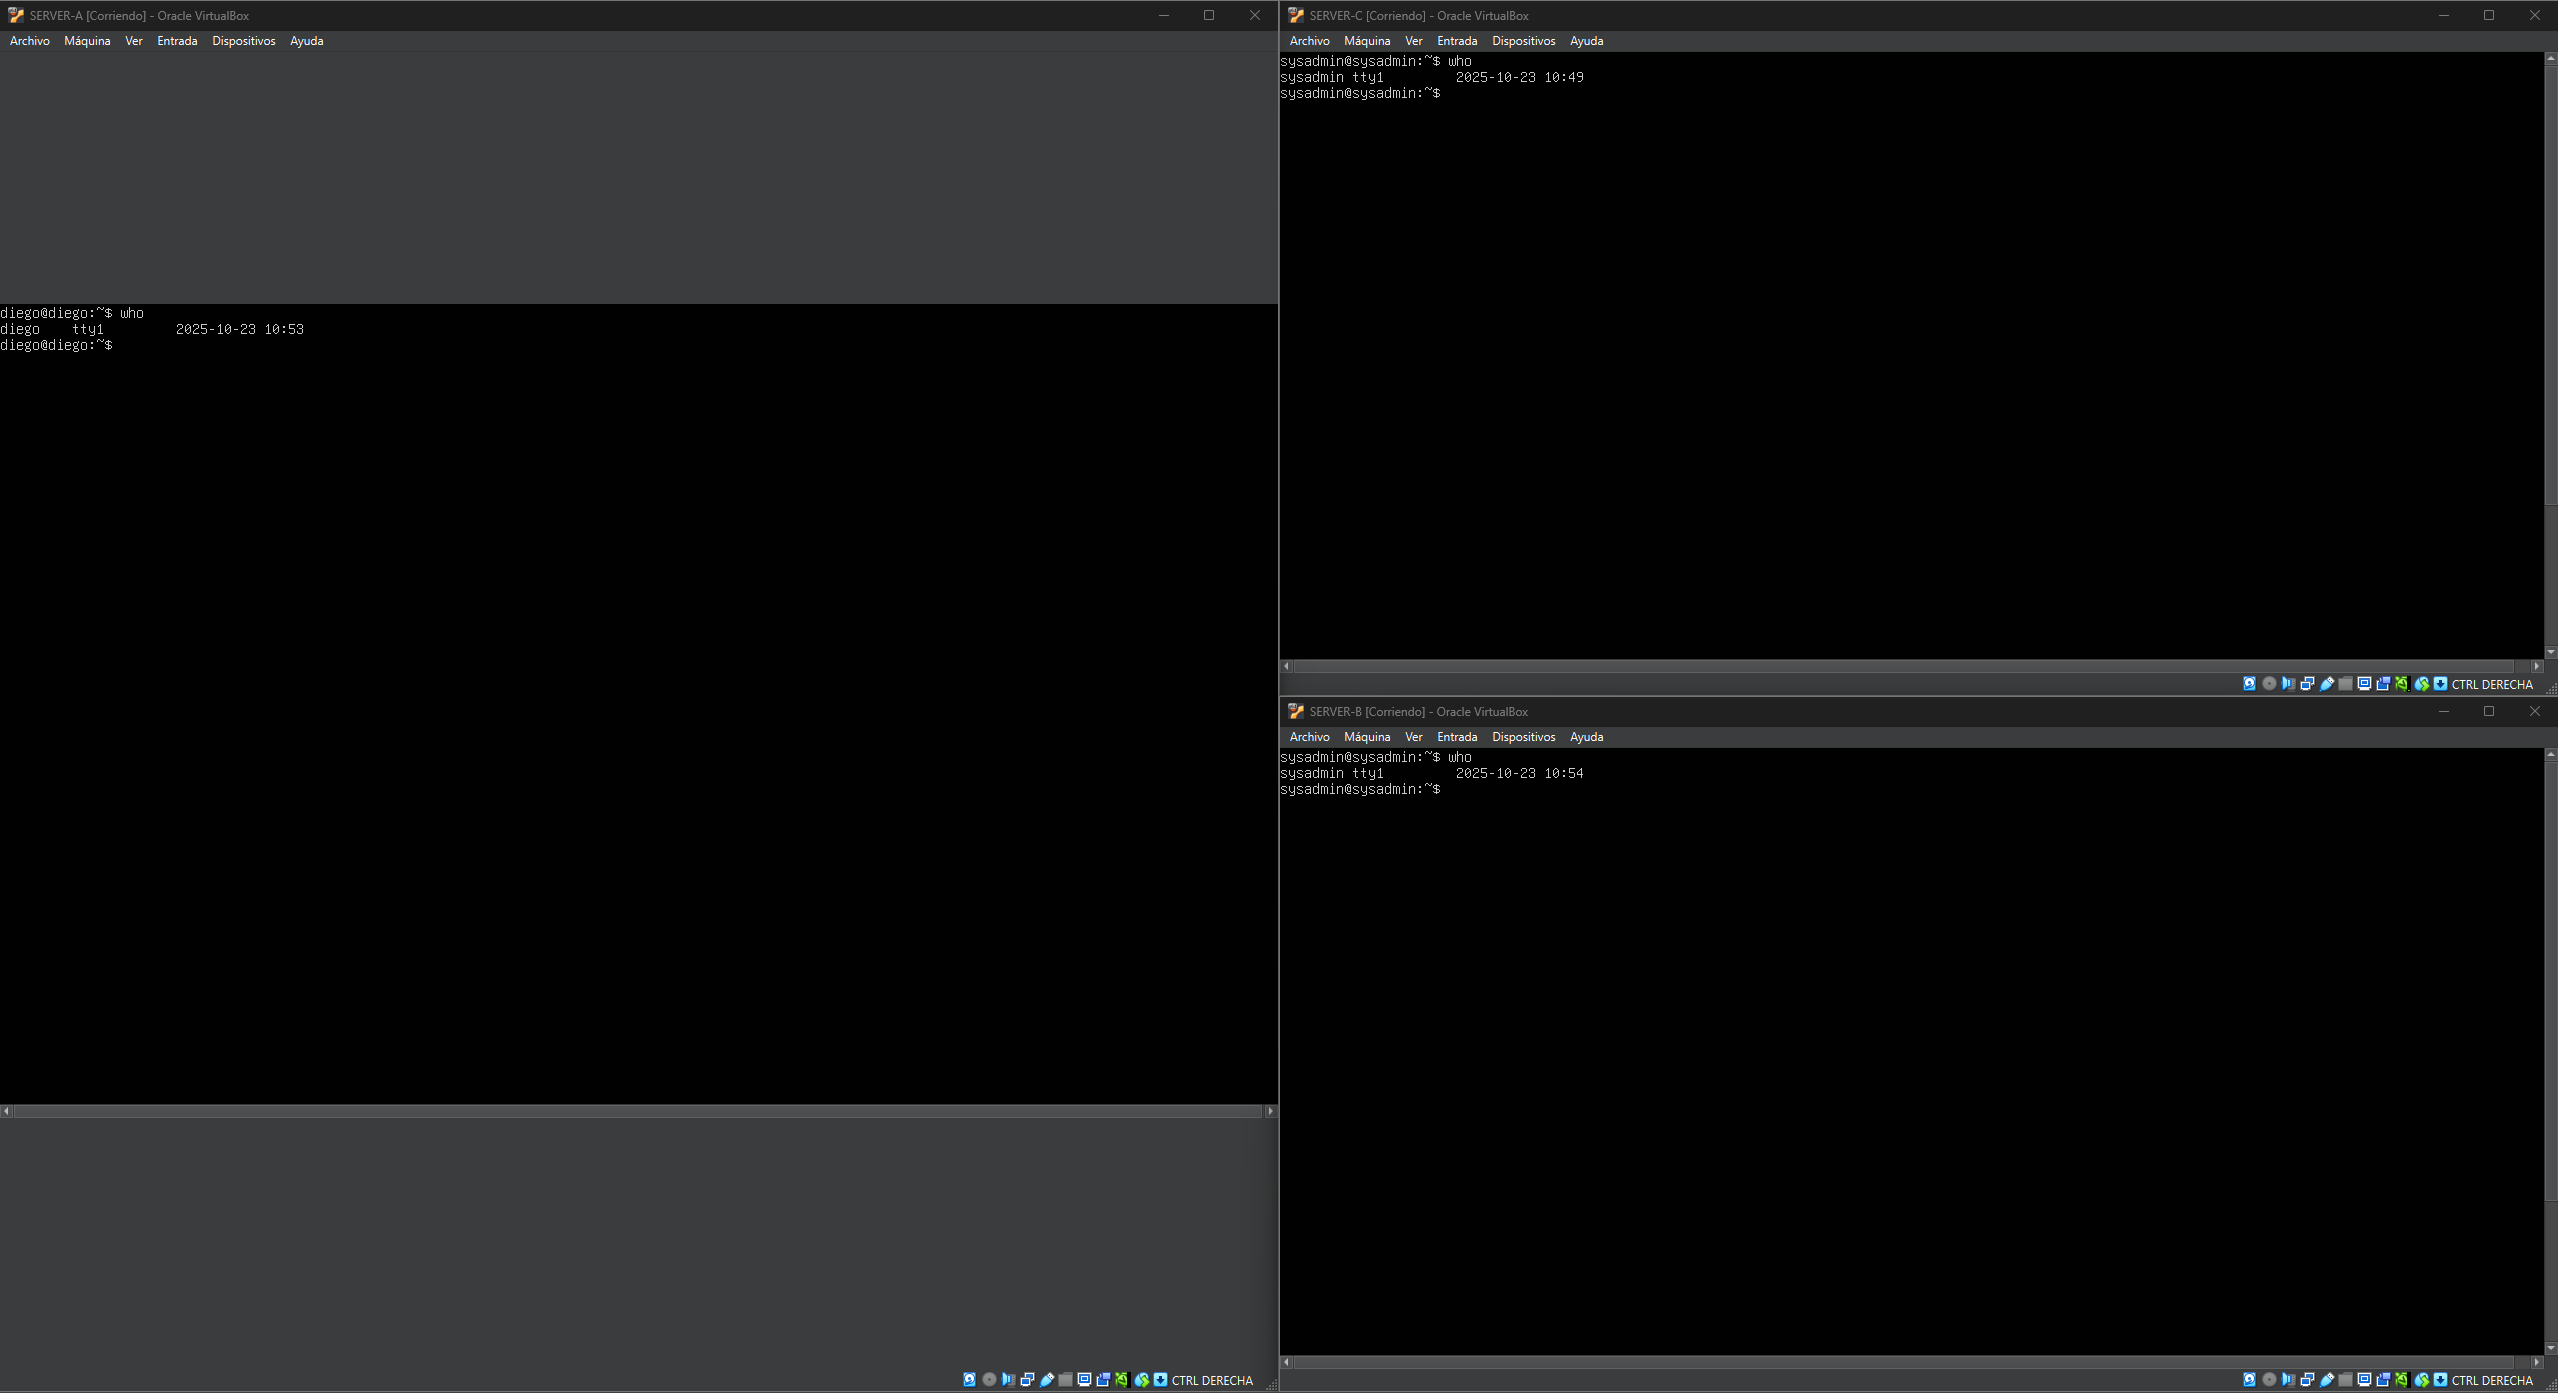 SERVER-A [Corriendo] - Oracle VirtualBox
Archivo Máquina Ver Entrada Dispositivos Ayuda
diego@diego:~$ who
diego    tty1         2025-10-23 10:53
diego@diego:~$
CTRL DERECHA
SERVER-C [Corriendo] - Oracle VirtualBox
Archivo Máquina Ver Entrada Dispositivos Ayuda
sysadmin@sysadmin:~$ who
sysadmin tty1         2025-10-23 10:49
sysadmin@sysadmin:~$
CTRL DERECHA
SERVER-B [Corriendo] - Oracle VirtualBox
Archivo Máquina Ver Entrada Dispositivos Ayuda
sysadmin@sysadmin:~$ who
sysadmin tty1         2025-10-23 10:54
sysadmin@sysadmin:~$
CTRL DERECHA